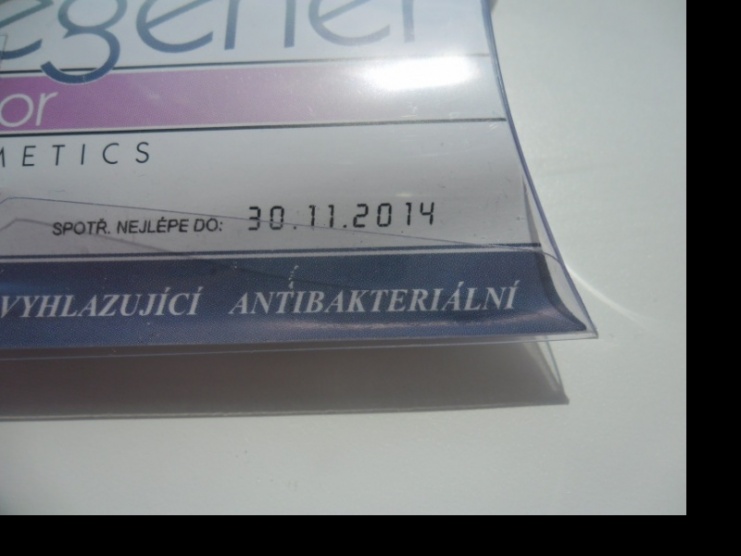 egener
or
METICS
SPOTŘ. NEJLÉPE DO: 30.11.2014
VYHLAZUJÍCÍ ANTIBAKTERIÁLNÍ